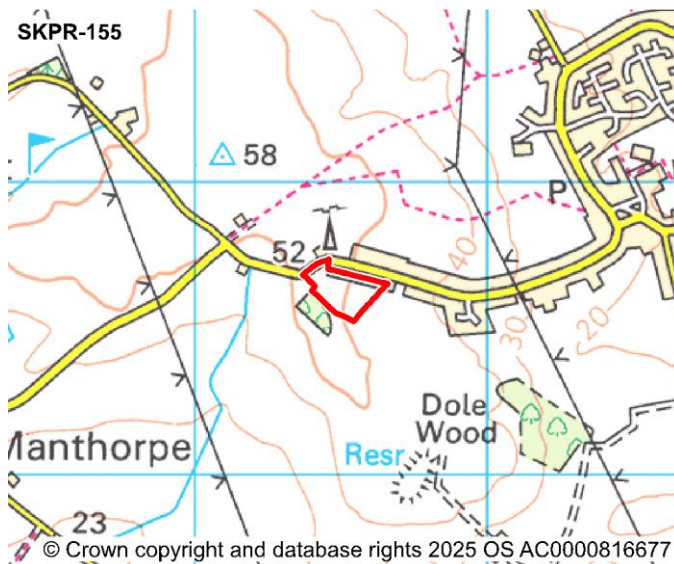 SKPR-155
58
P
52
40
30
20
Dole
Wood
Manthorpe
Resr
23
© Crown copyright and database rights 2025 OS AC0000816677